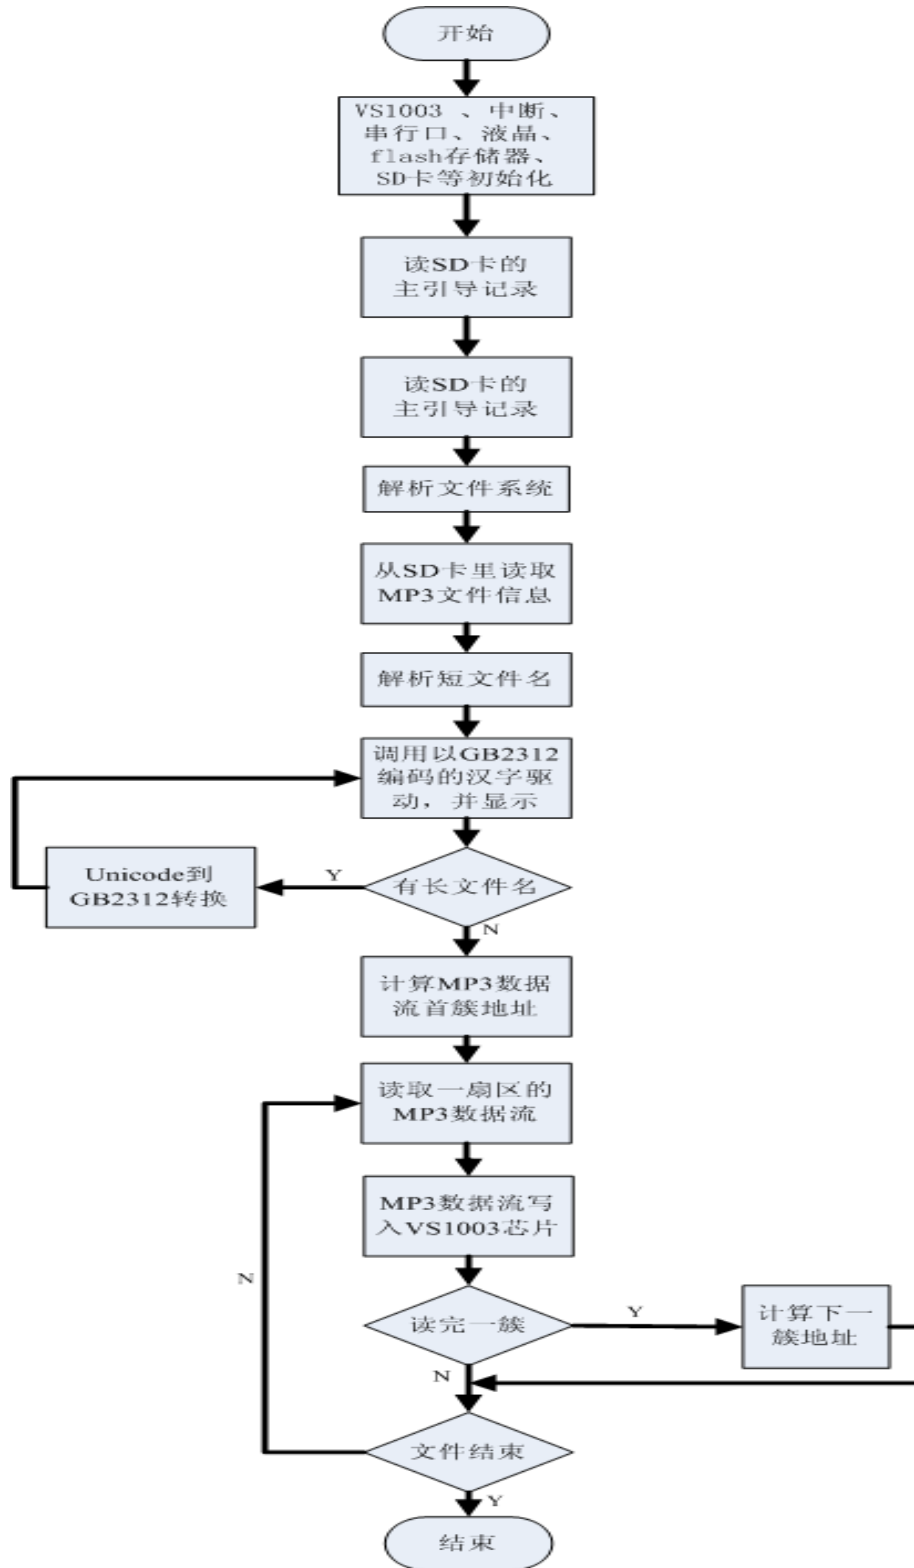 开始
VS1003 、中断、
串行口、液晶、
flash存储器、
SD卡等初始化
读SD卡的
主引导记录
读SD卡的
主引导记录
解析文件系统
从SD卡里读取
MP3文件信息
解析短文件名
调用以GB2312
编码的汉字驱
动，并显示
Unicode到
GB2312转换
Y
有长文件名
N
计算MP3数据
流首簇地址
读取一扇区的
MP3数据流
MP3数据流写
入VS1003芯片
N
读完一簇
Y
计算下一
簇地址
N
文件结束
Y
结束